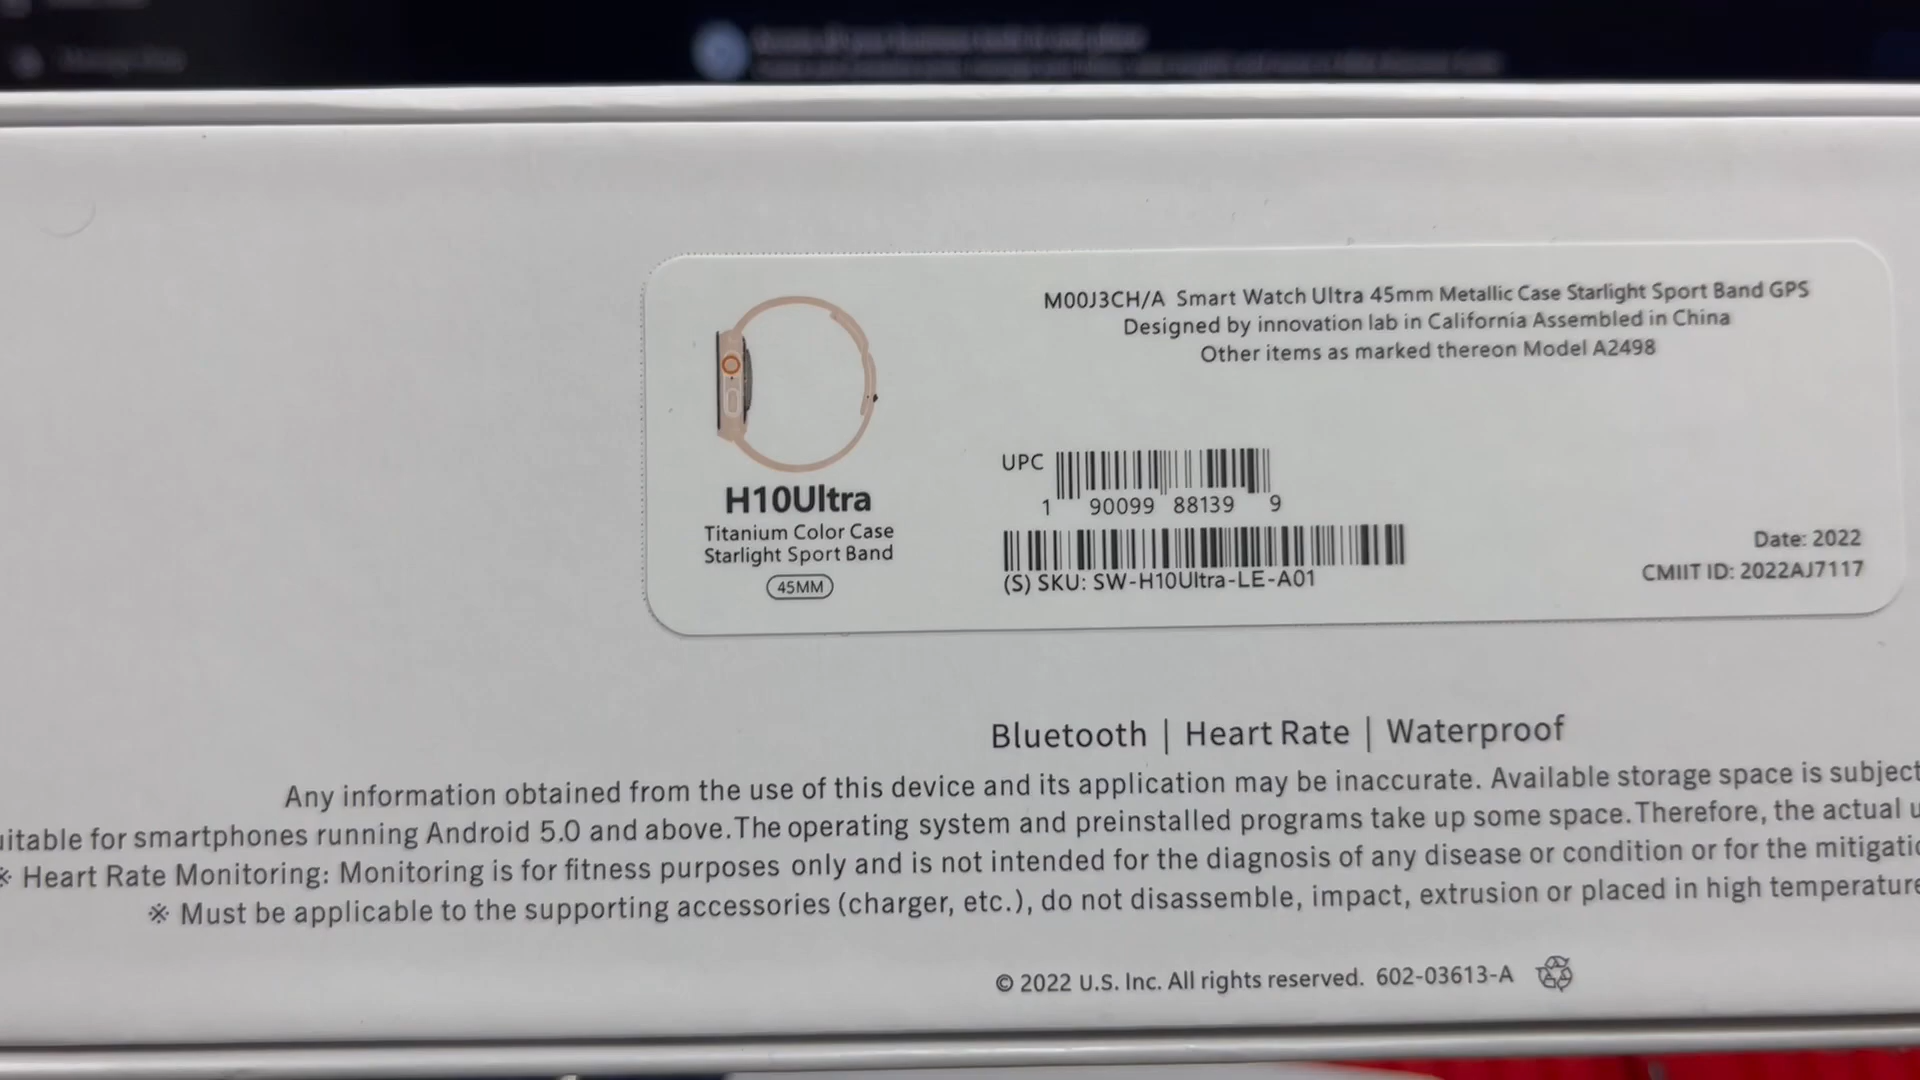 M00J3CH/A Smart Watch Ultra 45mm Metallic Case Starlight Sport Band GPS
Designed by innovation lab in California Assembled in China
Other items as marked thereon Model A2498
H10Ultra
Titanium Color Case
Starlight Sport Band
45MM
UPC
1 90099 88139 9
(S) SKU: SW-H10Ultra-LE-A01
Date: 2022
CMIIT ID: 2022AJ7117
Bluetooth | Heart Rate | Waterproof
Any information obtained from the use of this device and its application may be inaccurate. Available storage space is subject
uitable for smartphones running Android 5.0 and above.The operating system and preinstalled programs take up some space.Therefore, the actual u
※ Heart Rate Monitoring: Monitoring is for fitness purposes only and is not intended for the diagnosis of any disease or condition or for the mitigatio
※ Must be applicable to the supporting accessories (charger, etc.), do not disassemble, impact, extrusion or placed in high temperature
© 2022 U.S. Inc. All rights reserved. 602-03613-A